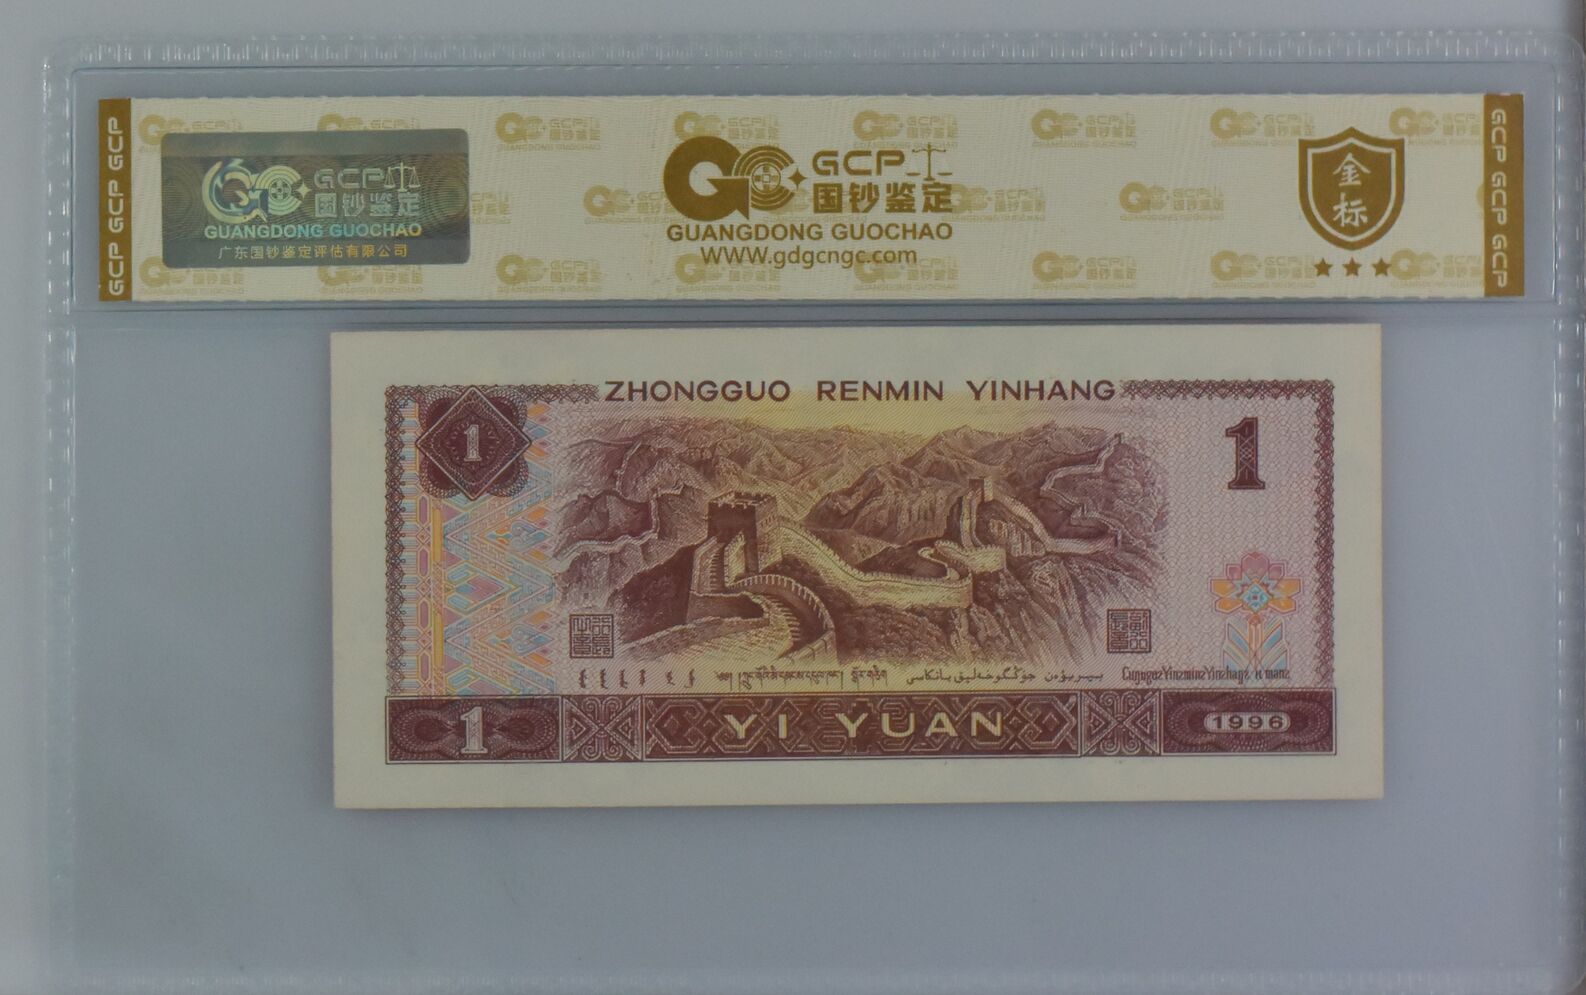 GCP GCP GCP
GCP
国钞鉴定
GUANGDONG GUOCHAO
广东国钞鉴定评估有限公司
GCP
国钞鉴定
GUANGDONG GUOCHAO
WWW.gdgcngc.com
金
标
GCP GCP GCP
ZHONGGUO RENMIN YINHANG
1
1
1
YI YUAN
1996